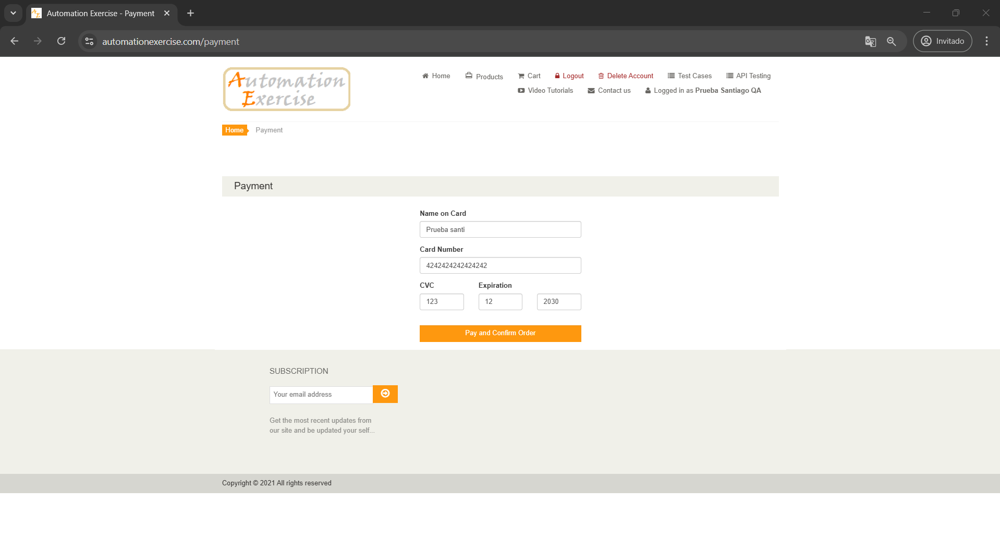 Automation Exercise - Payment
automationexercise.com/payment
Invitado
Automation
Exercise
Home Products Cart Logout Delete Account Test Cases API Testing
Video Tutorials Contact us Logged in as Prueba Santiago QA
Home Payment
Payment
Name on Card
Prueba santi
Card Number
4242424242424242
CVC Expiration
123 12 2030
Pay and Confirm Order
SUBSCRIPTION
Your email address
Get the most recent updates from
our site and be updated your self...
Copyright © 2021 All rights reserved